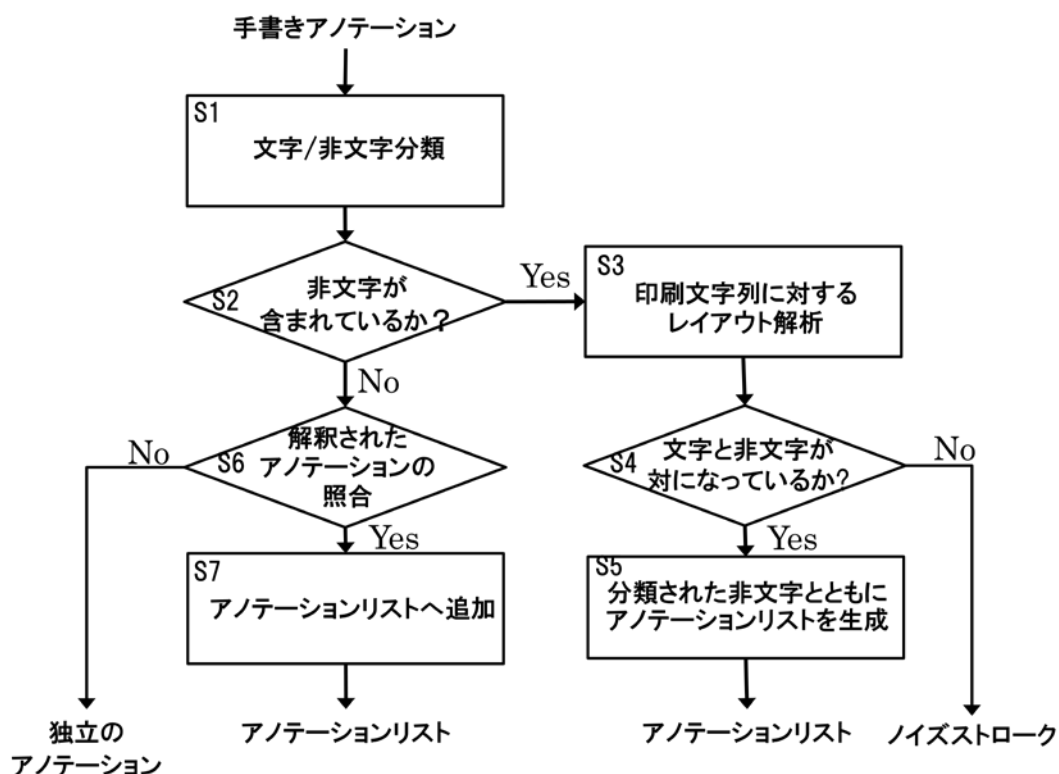 手書きアノテーション
S1
文字/非文字分類
S2
非文字が
含まれているか？
Yes
No
S3
印刷文字列に対する
レイアウト解析
S4
文字と非文字が
対になっているか?
No
Yes
S5
分類された非文字とともに
アノテーションリストを生成
S6
解釈された
アノテーションの
照合
No
Yes
S7
アノテーションリストへ追加
独立の
アノテーション
アノテーションリスト
アノテーションリスト
ノイズストローク